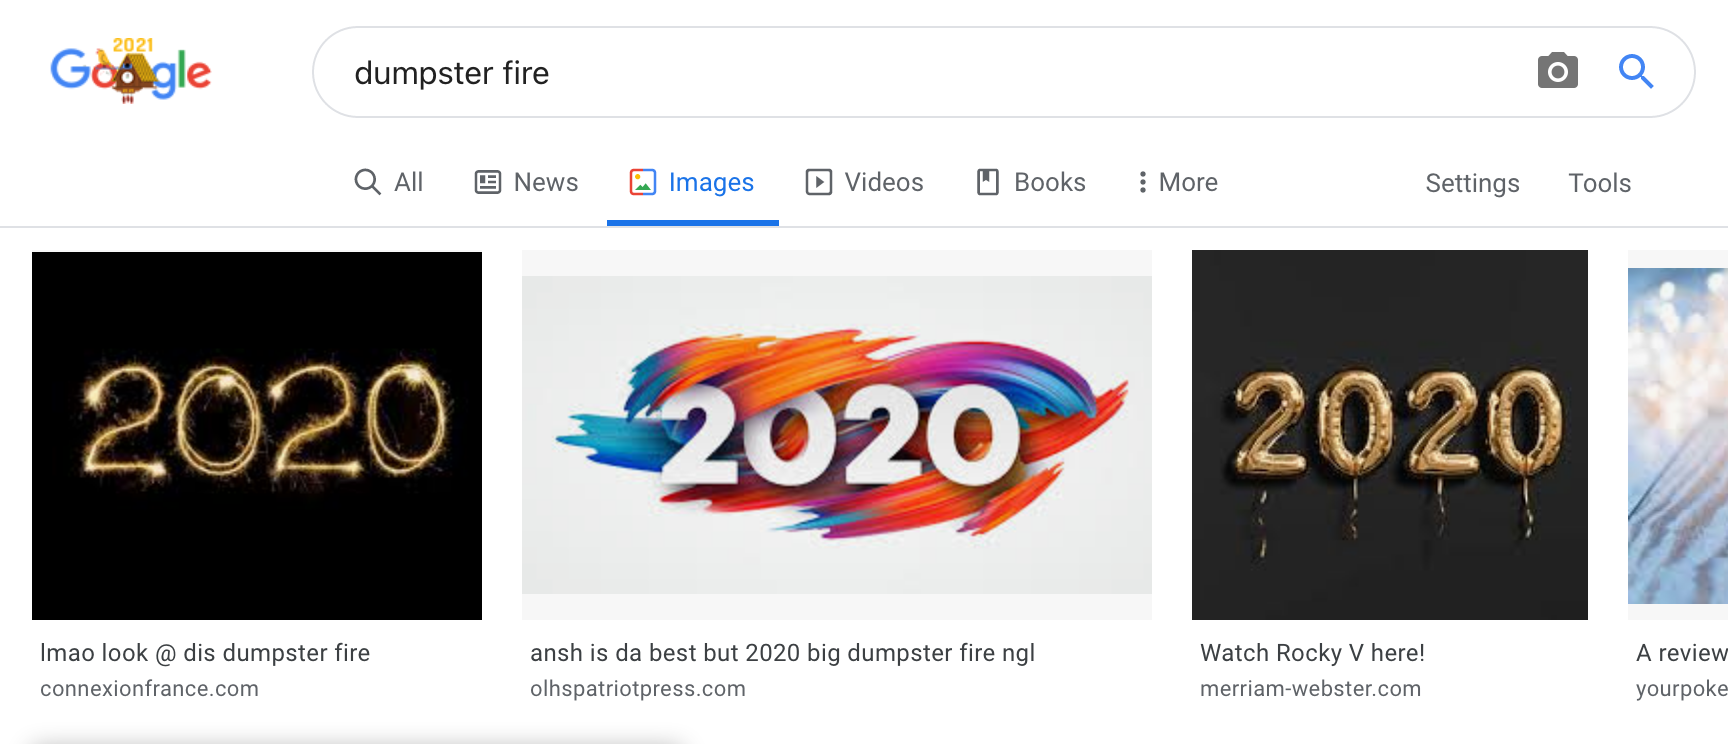 2021
Google
dumpster fire
All News Images Videos Books More Settings Tools
2020 2020 2020
lmao look @ dis dumpster fire ansh is da best but 2020 big dumpster fire ngl Watch Rocky V here! A review
connexionfrance.com olhspatriotpress.com merriam-webster.com yourpoke